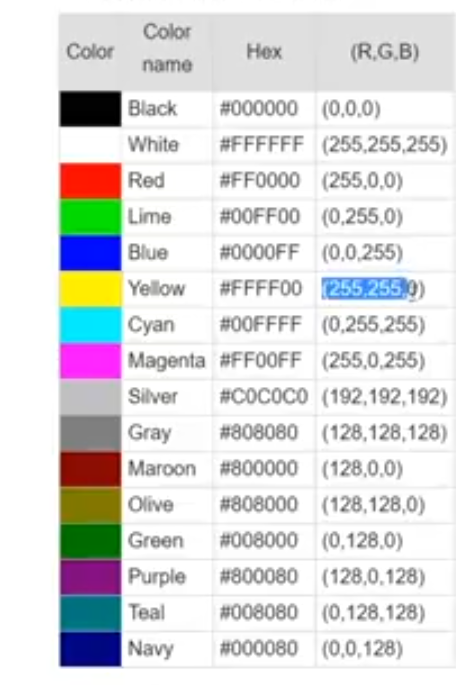 Color Color name Hex (R,G,B)
Black #000000 (0,0,0)
White #FFFFFF (255,255,255)
Red #FF0000 (255,0,0)
Lime #00FF00 (0,255,0)
Blue #0000FF (0,0,255)
Yellow #FFFF00 (255,255,0)
Cyan #00FFFF (0,255,255)
Magenta #FF00FF (255,0,255)
Silver #C0C0C0 (192,192,192)
Gray #808080 (128,128,128)
Maroon #800000 (128,0,0)
Olive #808000 (128,128,0)
Green #008000 (0,128,0)
Purple #800080 (128,0,128)
Teal #008080 (0,128,128)
Navy #000080 (0,0,128)